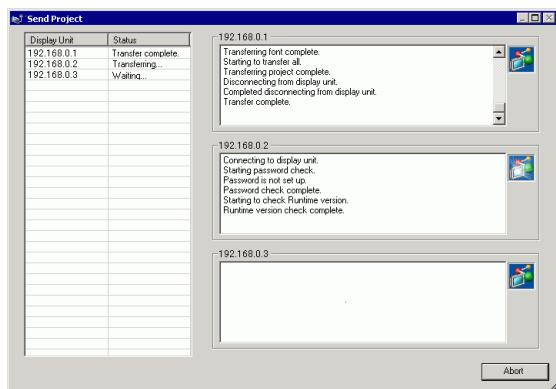 Send Project
Display Unit Status
192.168.0.1 Transfer complete.
192.168.0.2 Transferring...
192.168.0.3 Waiting...
192.168.0.1
Transferring font complete.
Starting to transfer all.
Transferring project complete.
Disconnecting from display unit.
Completed disconnecting from display unit.
Transfer complete.
192.168.0.2
Connecting to display unit.
Starting password check.
Password is not set up.
Password check complete.
Starting to check Runtime version.
Runtime version check complete.
192.168.0.3
Abort